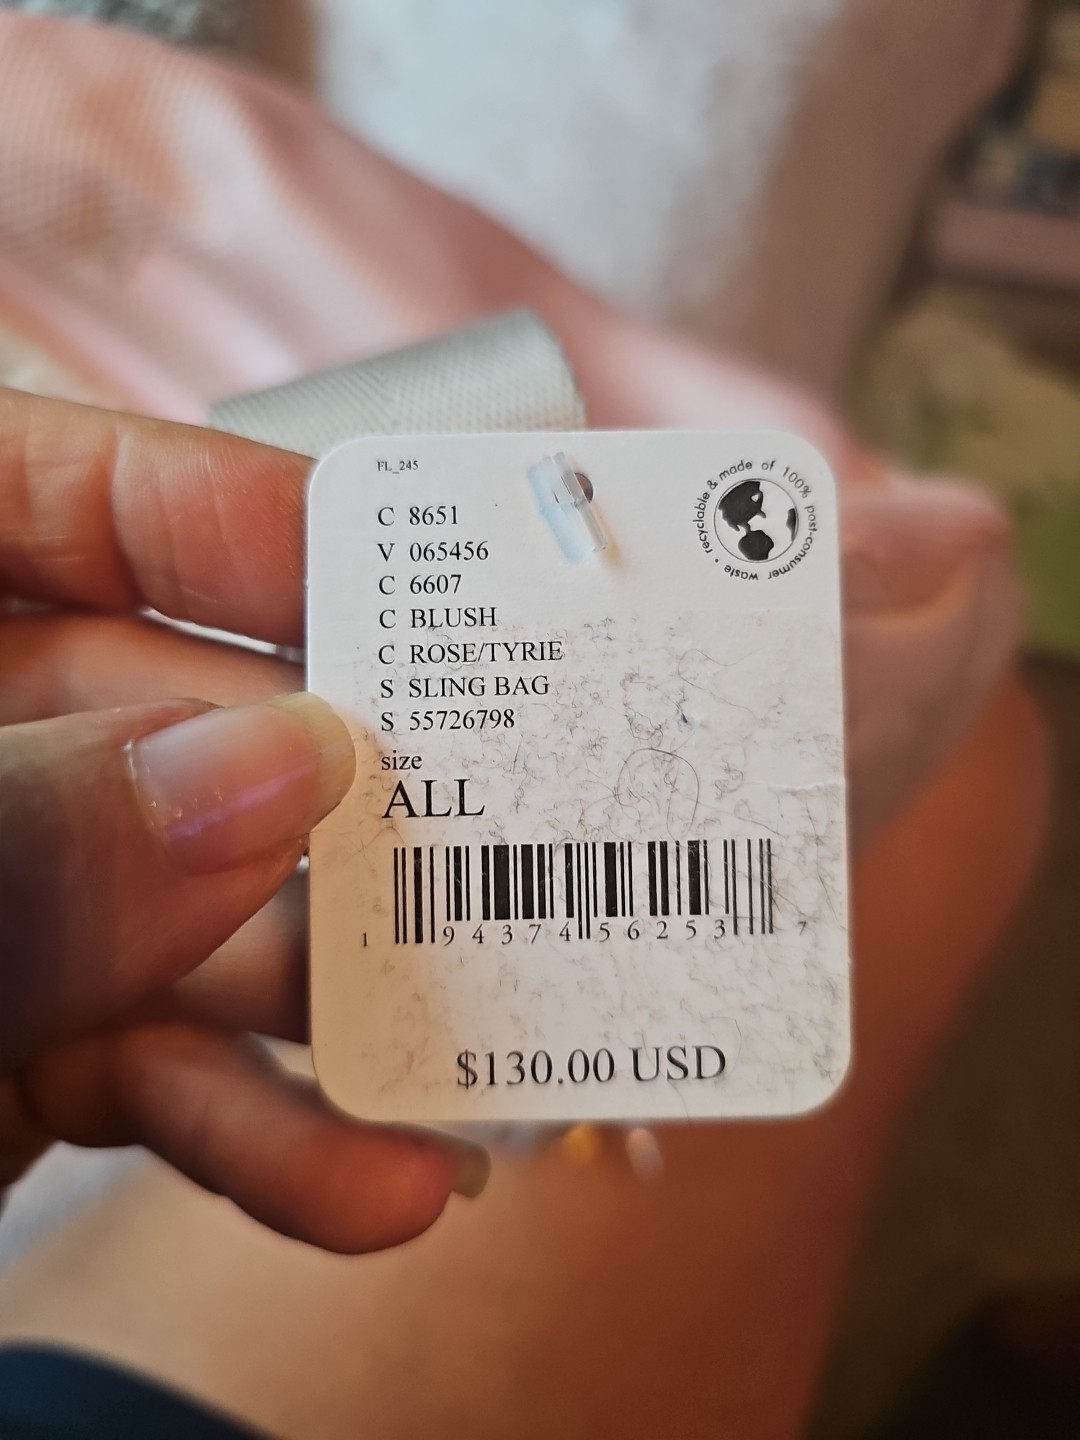 FL_245
recyclable & made of 100% post-consumer waste •
C 8651
V 065456
C 6607
C BLUSH
C ROSE/TYRIE
S SLING BAG
S 55726798
size
ALL
1 94374 56253 7
$130.00 USD